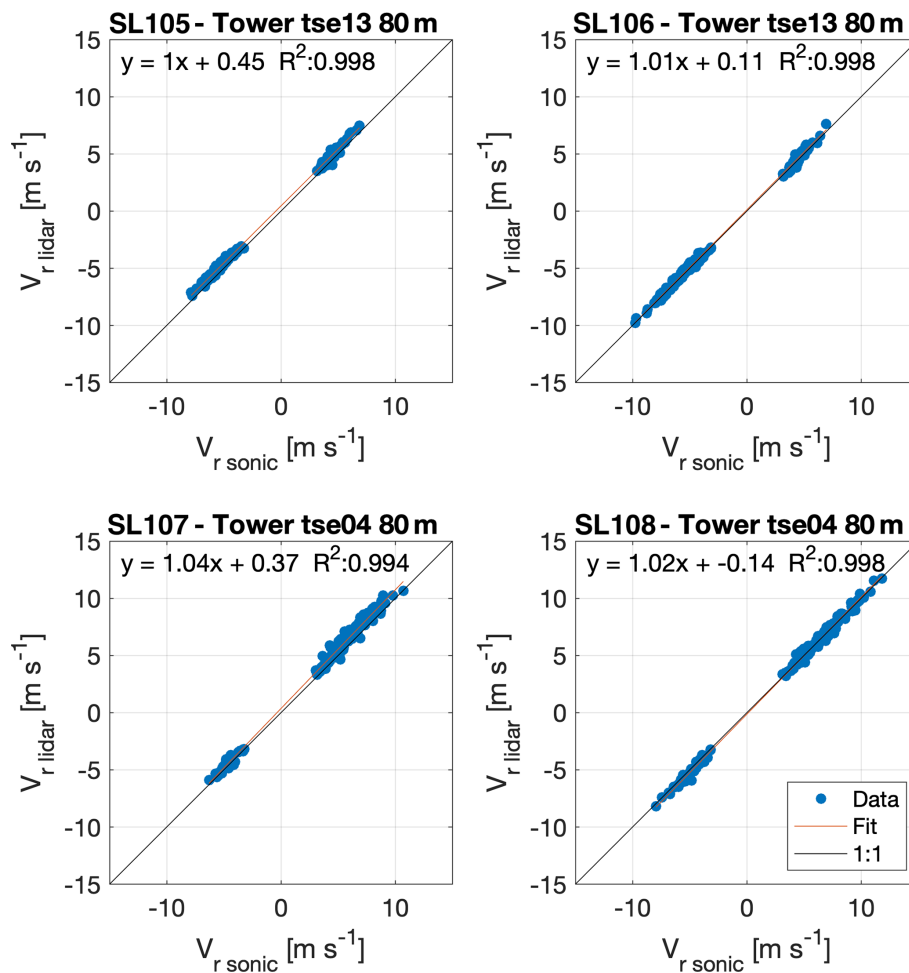 SL105 - Tower tse13 80 m
y = 1x + 0.45 R²:0.998
15
10
5
0
-5
-10
-15
V_r lidar [m s⁻¹]
-10 0 10
V_r sonic [m s⁻¹]
SL106 - Tower tse13 80 m
y = 1.01x + 0.11 R²:0.998
15
10
5
0
-5
-10
-15
V_r lidar [m s⁻¹]
-10 0 10
V_r sonic [m s⁻¹]
SL107 - Tower tse04 80 m
y = 1.04x + 0.37 R²:0.994
15
10
5
0
-5
-10
-15
V_r lidar [m s⁻¹]
-10 0 10
V_r sonic [m s⁻¹]
SL108 - Tower tse04 80 m
y = 1.02x + -0.14 R²:0.998
15
10
5
0
-5
-10
-15
V_r lidar [m s⁻¹]
Data
Fit
1:1
-10 0 10
V_r sonic [m s⁻¹]